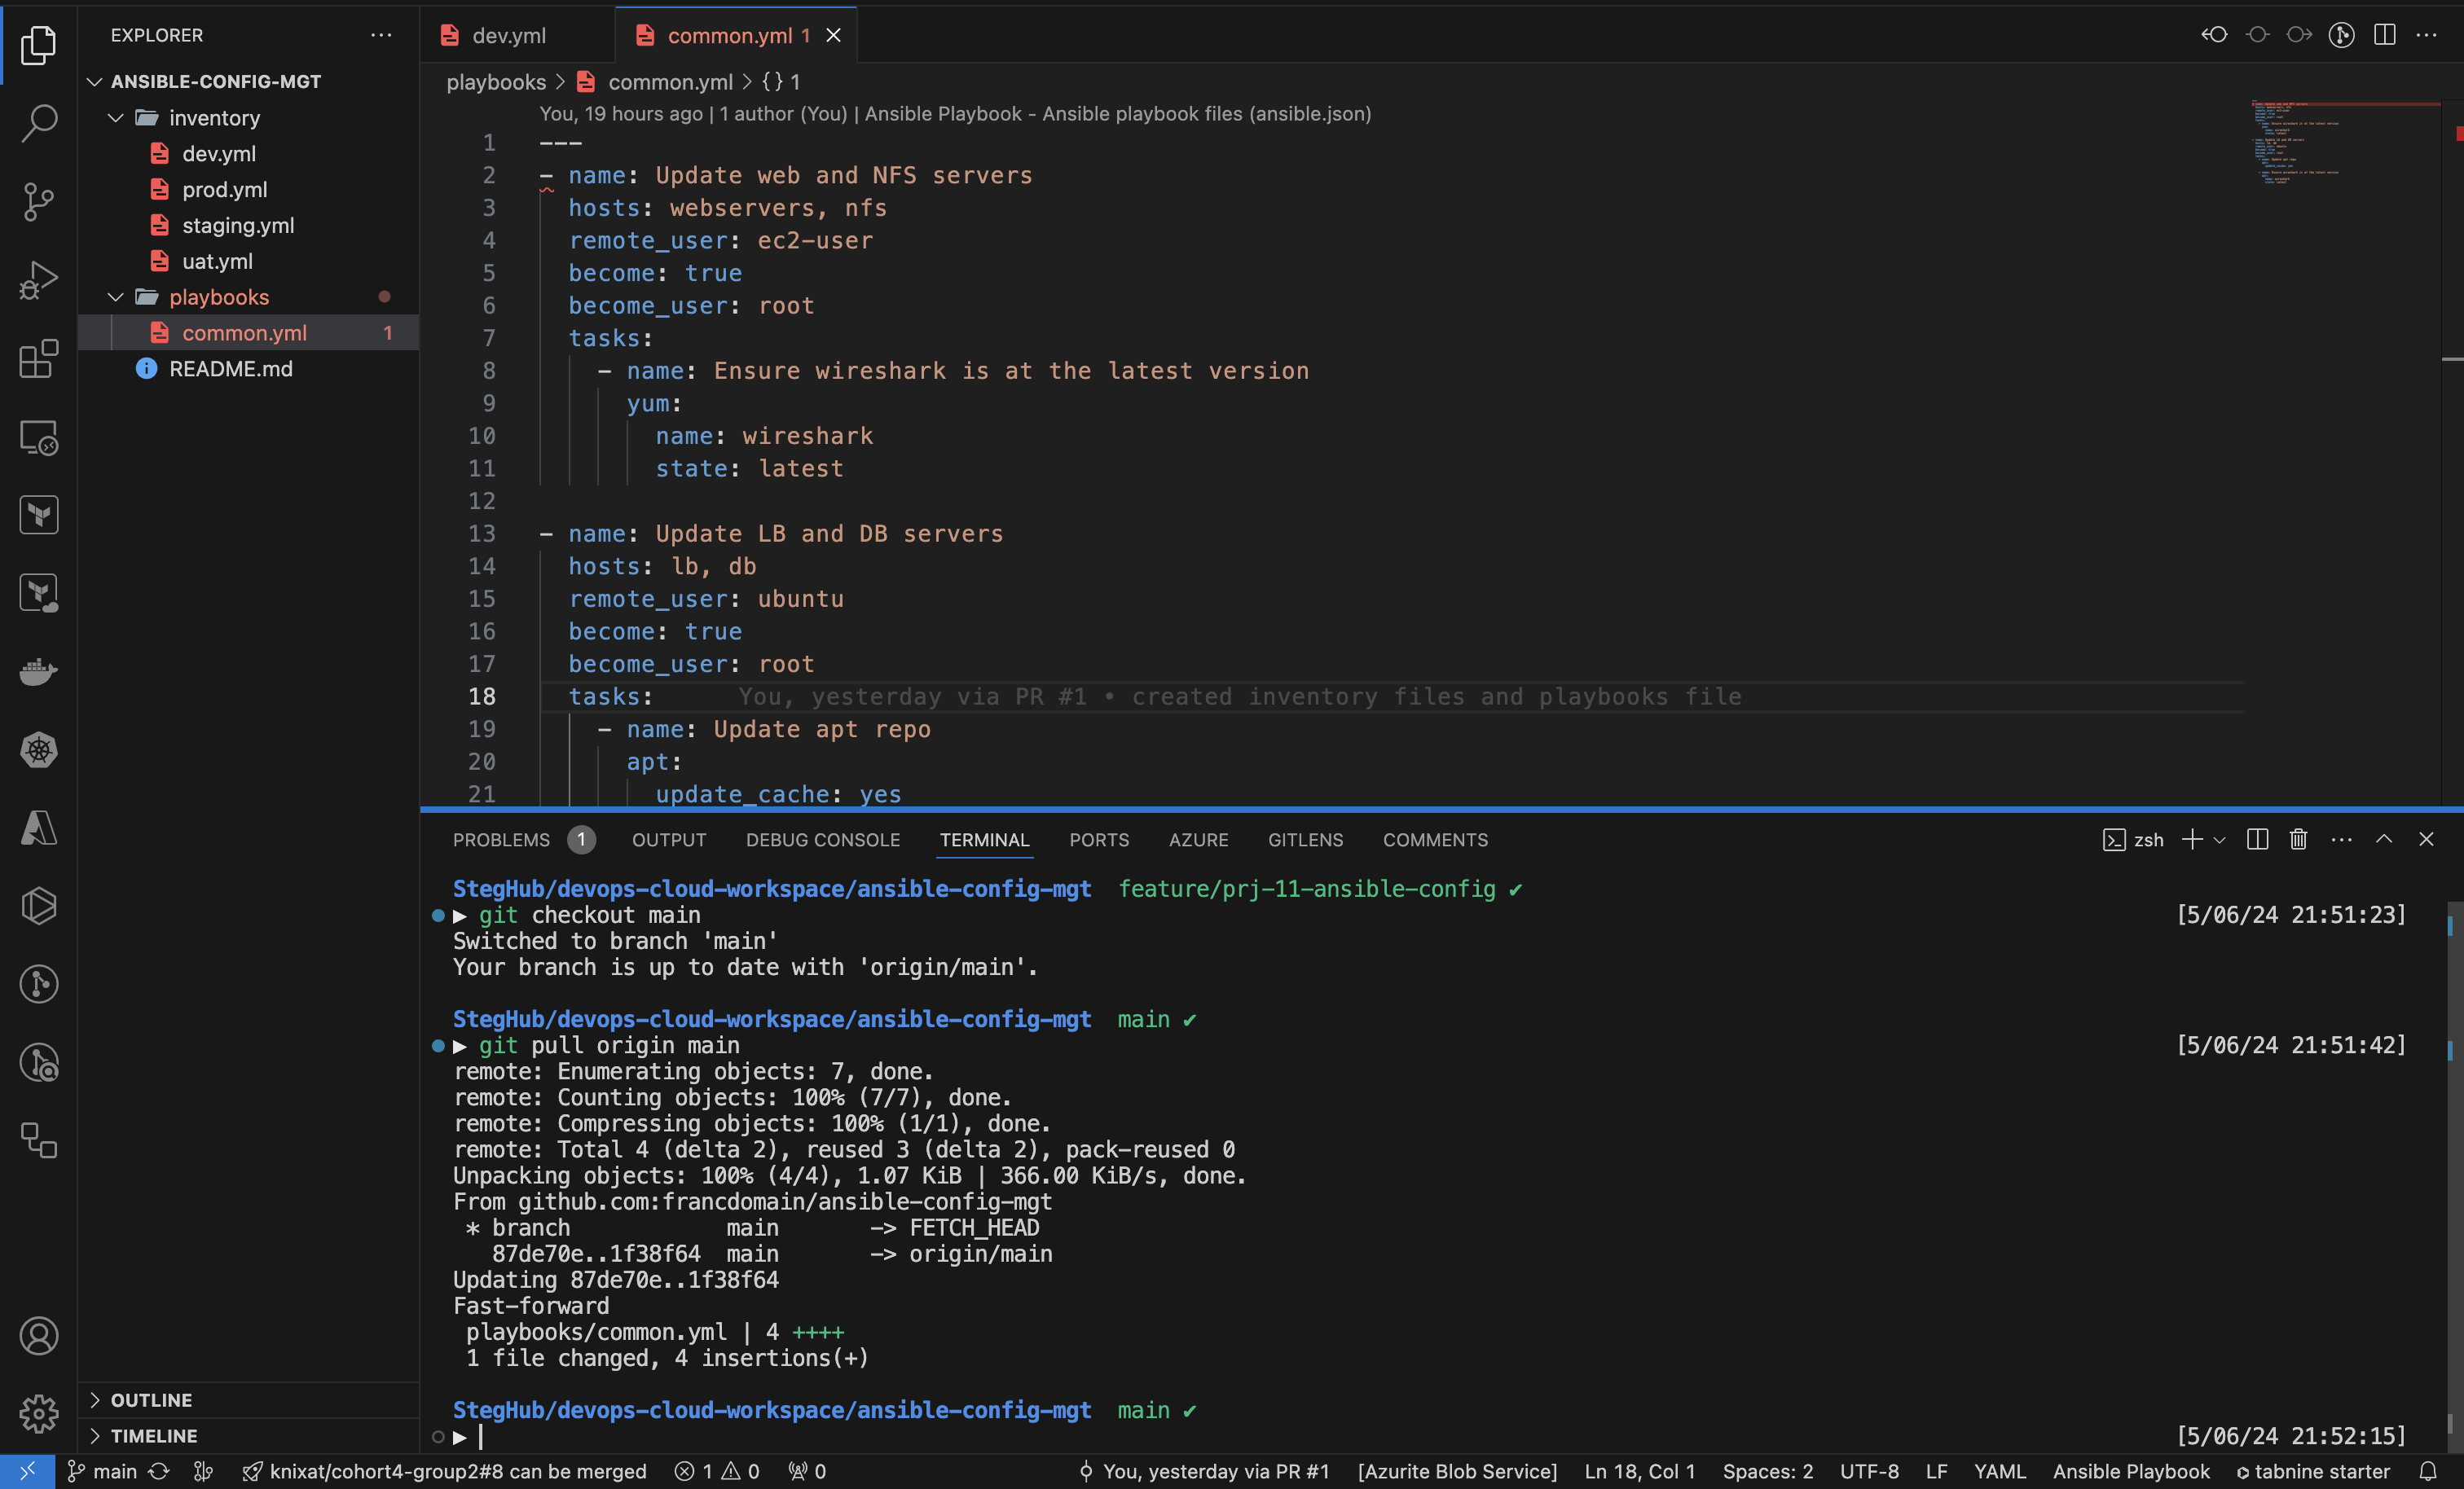 EXPLORER
ANSIBLE-CONFIG-MGT
inventory
dev.yml
prod.yml
staging.yml
uat.yml
playbooks
common.yml 1
README.md
OUTLINE
TIMELINE
dev.yml
common.yml 1
playbooks > common.yml > {} 1
You, 19 hours ago | 1 author (You) | Ansible Playbook - Ansible playbook files (ansible.json)
1 ---
2 - name: Update web and NFS servers
3 hosts: webservers, nfs
4 remote_user: ec2-user
5 become: true
6 become_user: root
7 tasks:
8 - name: Ensure wireshark is at the latest version
9 yum:
10 name: wireshark
11 state: latest
12
13 - name: Update LB and DB servers
14 hosts: lb, db
15 remote_user: ubuntu
16 become: true
17 become_user: root
18 tasks: You, yesterday via PR #1 • created inventory files and playbooks file
19 - name: Update apt repo
20 apt:
21 update_cache: yes
PROBLEMS 1 OUTPUT DEBUG CONSOLE TERMINAL PORTS AZURE GITLENS COMMENTS
zsh
StegHub/devops-cloud-workspace/ansible-config-mgt feature/prj-11-ansible-config ✔
▶ git checkout main [5/06/24 21:51:23]
Switched to branch 'main'
Your branch is up to date with 'origin/main'.
StegHub/devops-cloud-workspace/ansible-config-mgt main ✔
▶ git pull origin main [5/06/24 21:51:42]
remote: Enumerating objects: 7, done.
remote: Counting objects: 100% (7/7), done.
remote: Compressing objects: 100% (1/1), done.
remote: Total 4 (delta 2), reused 3 (delta 2), pack-reused 0
Unpacking objects: 100% (4/4), 1.07 KiB | 366.00 KiB/s, done.
From github.com:francdomain/ansible-config-mgt
* branch main -> FETCH_HEAD
87de70e..1f38f64 main -> origin/main
Updating 87de70e..1f38f64
Fast-forward
playbooks/common.yml | 4 ++++
1 file changed, 4 insertions(+)
StegHub/devops-cloud-workspace/ansible-config-mgt main ✔
▶ [5/06/24 21:52:15]
main knixat/cohort4-group2#8 can be merged 1 0 0 You, yesterday via PR #1 [Azurite Blob Service] Ln 18, Col 1 Spaces: 2 UTF-8 LF YAML Ansible Playbook tabnine starter